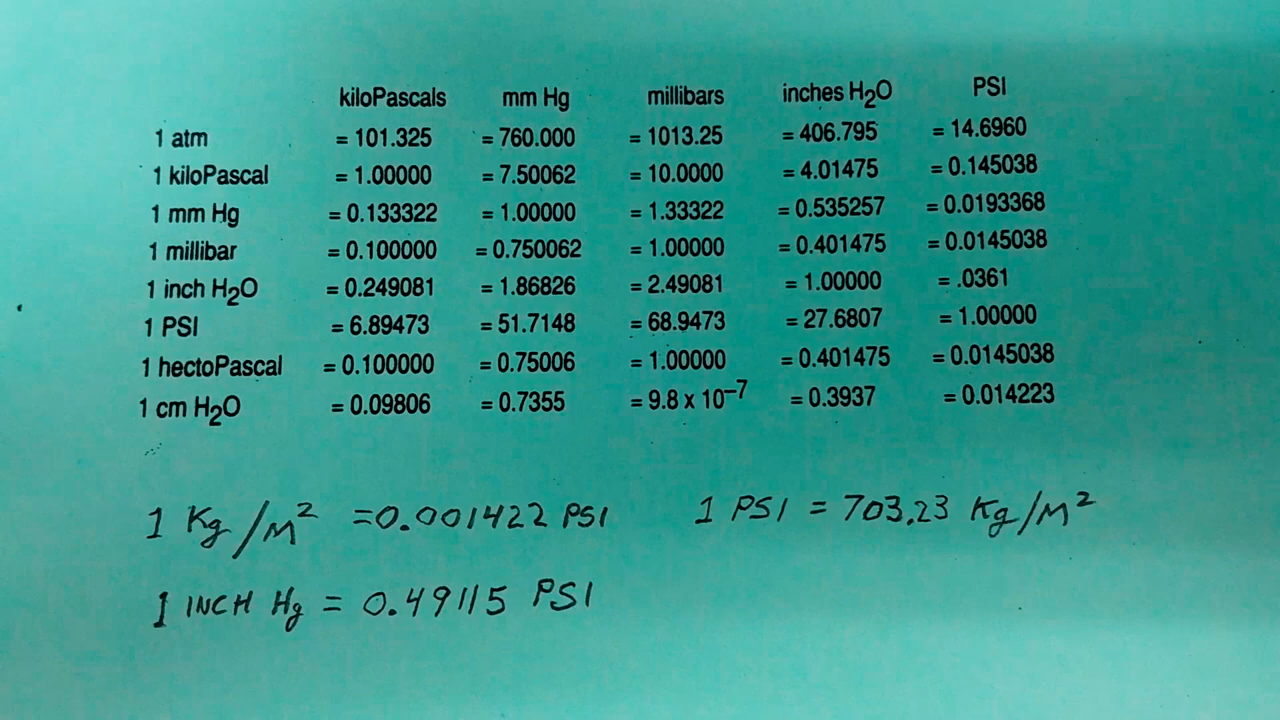 kiloPascals mm Hg millibars inches H₂O PSI
1 atm = 101.325 = 760.000 = 1013.25 = 406.795 = 14.6960
1 kiloPascal = 1.00000 = 7.50062 = 10.0000 = 4.01475 = 0.145038
1 mm Hg = 0.133322 = 1.00000 = 1.33322 = 0.535257 = 0.0193368
1 millibar = 0.100000 = 0.750062 = 1.00000 = 0.401475 = 0.0145038
1 inch H₂O = 0.249081 = 1.86826 = 2.49081 = 1.00000 = .0361
1 PSI = 6.89473 = 51.7148 = 68.9473 = 27.6807 = 1.00000
1 hectoPascal = 0.100000 = 0.75006 = 1.00000 = 0.401475 = 0.0145038
1 cm H₂O = 0.09806 = 0.7355 = 9.8 x 10⁻⁷ = 0.3937 = 0.014223
1 Kg/M² = 0.001422 PSI 1 PSI = 703.23 Kg/M²
1 INCH Hg = 0.49115 PSI